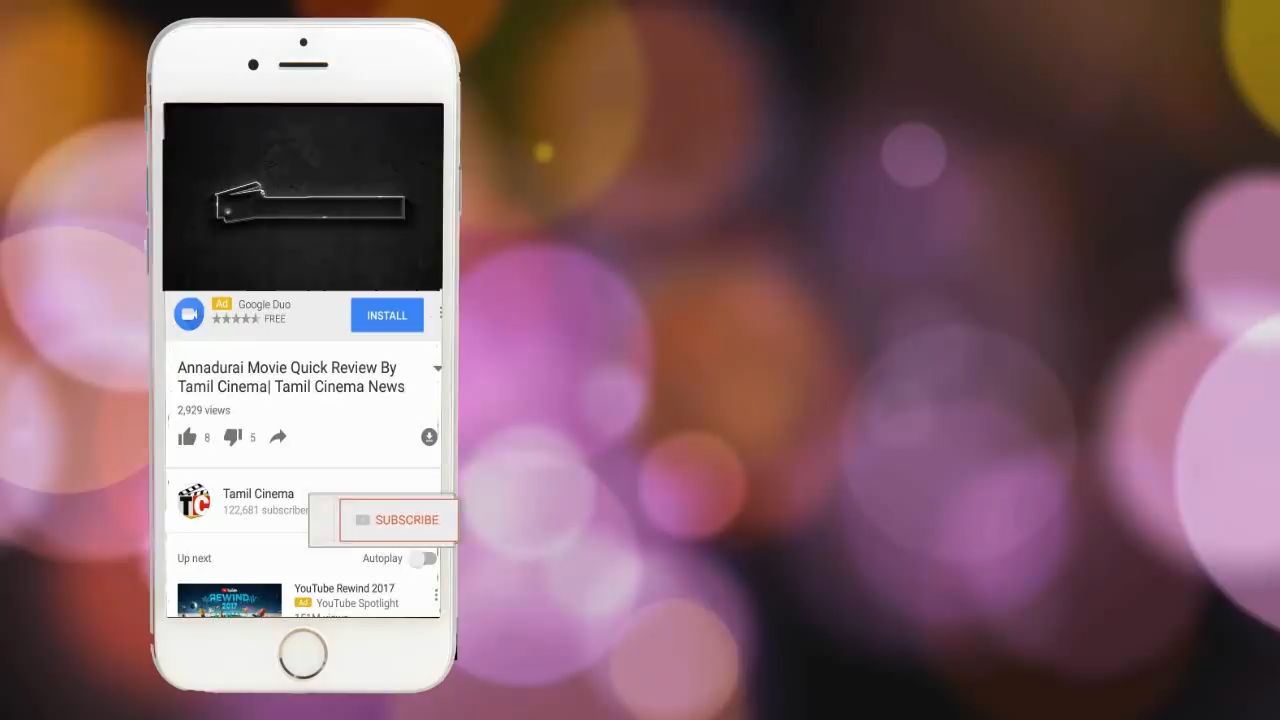 Ad Google Duo
FREE
INSTALL
Annadurai Movie Quick Review By
Tamil Cinema| Tamil Cinema News
2,929 views
8 5
TC
Tamil Cinema
122,681 subscriber
SUBSCRIBE
Up next
Autoplay
REWIND
2017
YouTube Rewind 2017
Ad YouTube Spotlight